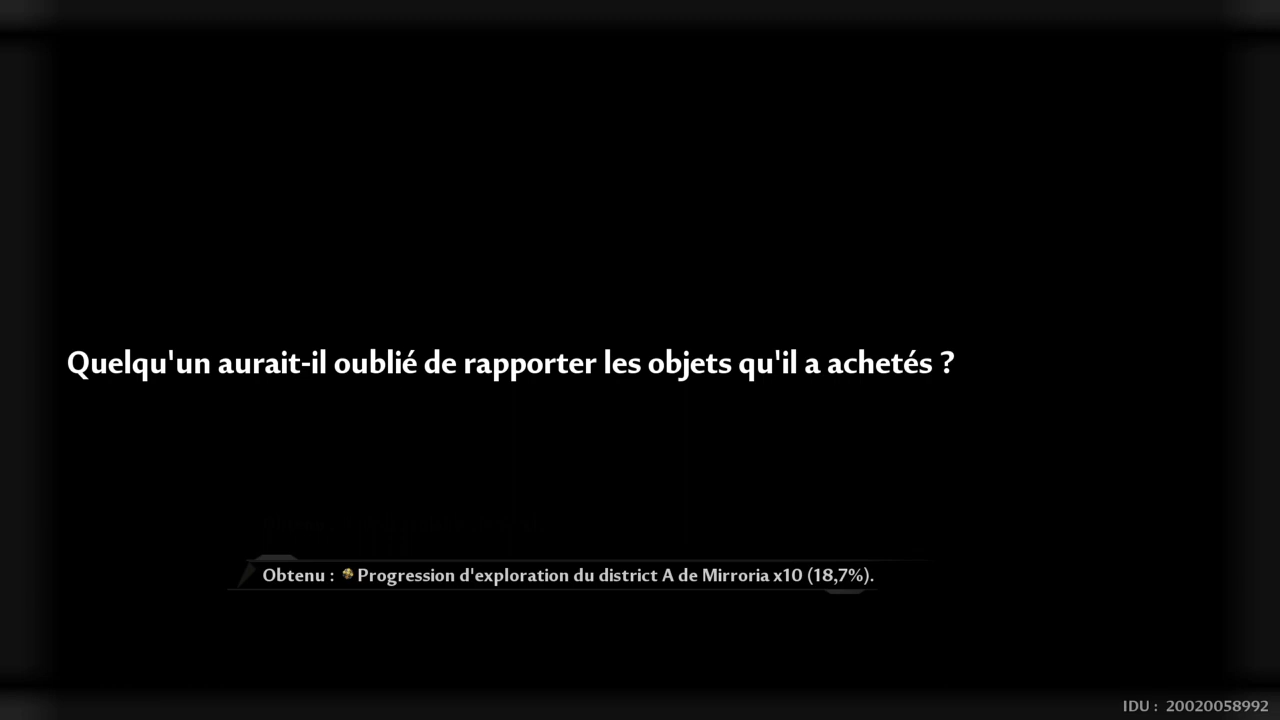 Quelqu'un aurait-il oublié de rapporter les objets qu'il a achetés ?
Obtenu : Progression d'exploration du district A de Mirroria x10 (18,7%).
IDU : 20020058992